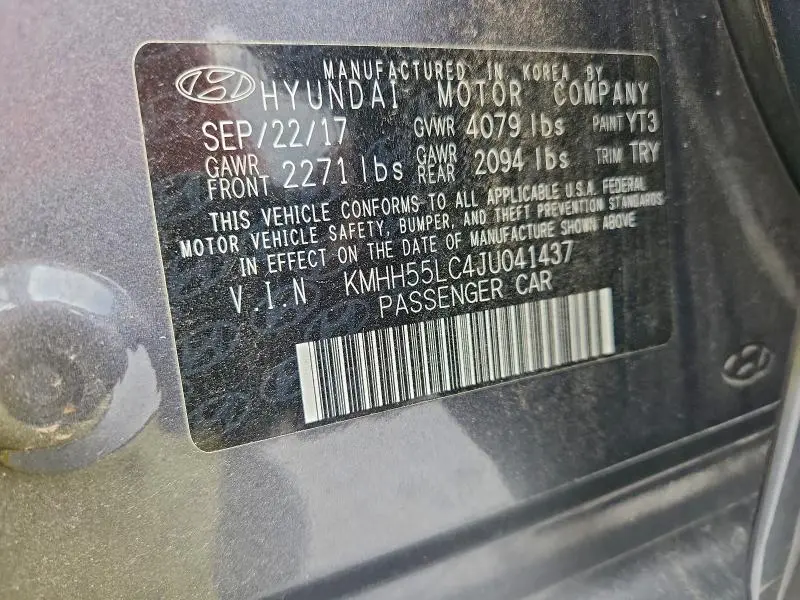 MANUFACTURED IN KOREA BY
HYUNDAI MOTOR COMPANY
SEP/22/17 GVWR 4079 lbs PAINT YT3
GAWR FRONT 2271 lbs GAWR REAR 2094 lbs TRIM TRY
THIS VEHICLE CONFORMS TO ALL APPLICABLE U.S.A. FEDERAL
MOTOR VEHICLE SAFETY, BUMPER, AND THEFT PREVENTION STANDARDS
IN EFFECT ON THE DATE OF MANUFACTURE SHOWN ABOVE
V.I.N KMHH55LC4JU041437
PASSENGER CAR